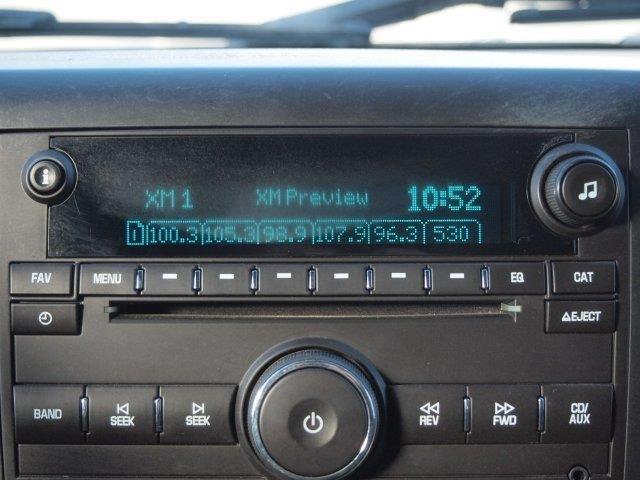 XM 1 XM Preview 10:52
1 100.3 105.3 98.9 107.9 96.3 530
FAV MENU EQ CAT
EJECT
BAND SEEK SEEK REV FWD CD/AUX